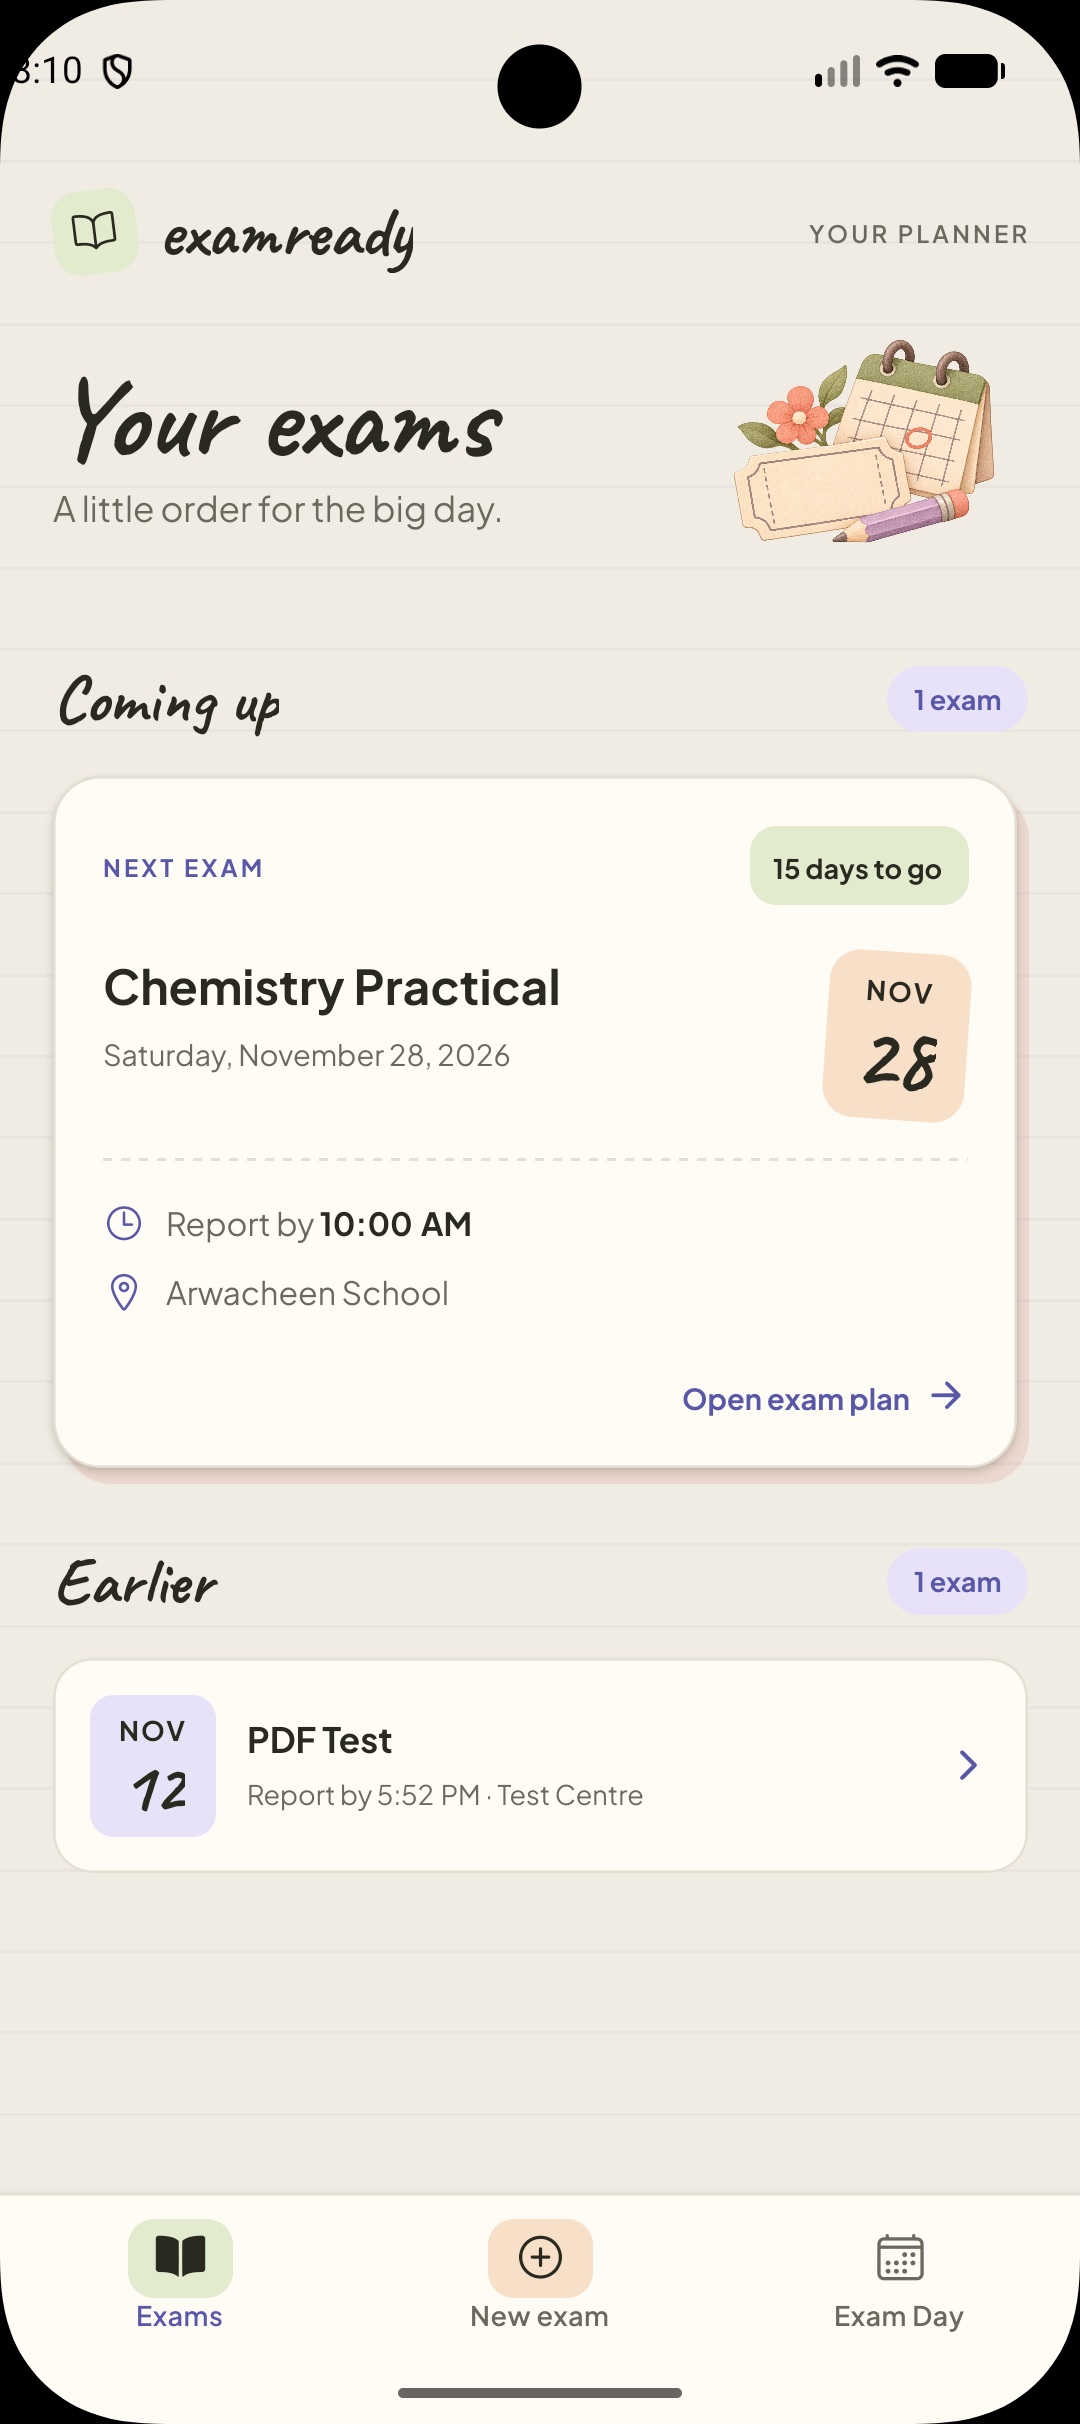 8:10
examready
YOUR PLANNER
Your exams
A little order for the big day.
Coming up
1 exam
NEXT EXAM
15 days to go
Chemistry Practical
Saturday, November 28, 2026
NOV
28
Report by 10:00 AM
Arwacheen School
Open exam plan
Earlier
1 exam
NOV
12
PDF Test
Report by 5:52 PM · Test Centre
Exams
New exam
Exam Day